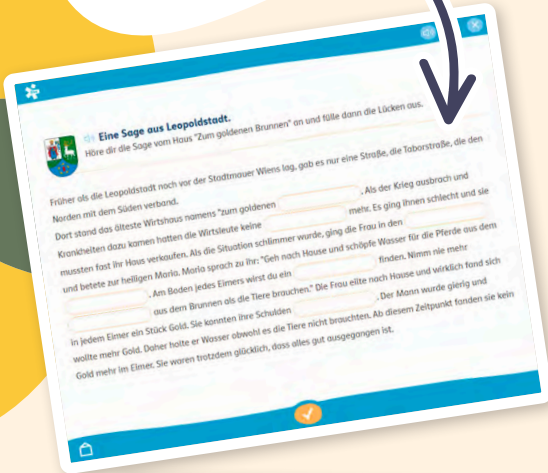 Eine Sage aus Leopoldstadt.
Höre dir die Sage vom Haus "Zum goldenen Brunnen" an und fülle dann die Lücken aus.
Früher als die Leopoldstadt noch vor der Stadtmauer Wiens lag, gab es nur eine Straße, die Taborstraße, die den
Norden mit dem Süden verband.
Dort stand das älteste Wirtshaus namens "zum goldenen . Als der Krieg ausbrach und
Krankheiten dazu kamen hatten die Wirtsleute keine mehr. Es ging ihnen schlecht und sie
mussten fast ihr Haus verkaufen. Als die Situation schlimmer wurde, ging die Frau in den
und betete zur heiligen Maria. Maria sprach zu ihr: "Geh nach Hause und schöpfe Wasser für die Pferde aus dem
. Am Boden jedes Eimers wirst du ein finden. Nimm nie mehr
aus dem Brunnen als die Tiere brauchen." Die Frau eilte nach Hause und wirklich fand sich
in jedem Eimer ein Stück Gold. Sie konnten ihre Schulden . Der Mann wurde gierig und
wollte mehr Gold. Daher holte er Wasser obwohl es die Tiere nicht brauchten. Ab diesem Zeitpunkt fanden sie kein
Gold mehr im Eimer. Sie waren trotzdem glücklich, dass alles gut ausgegangen ist.